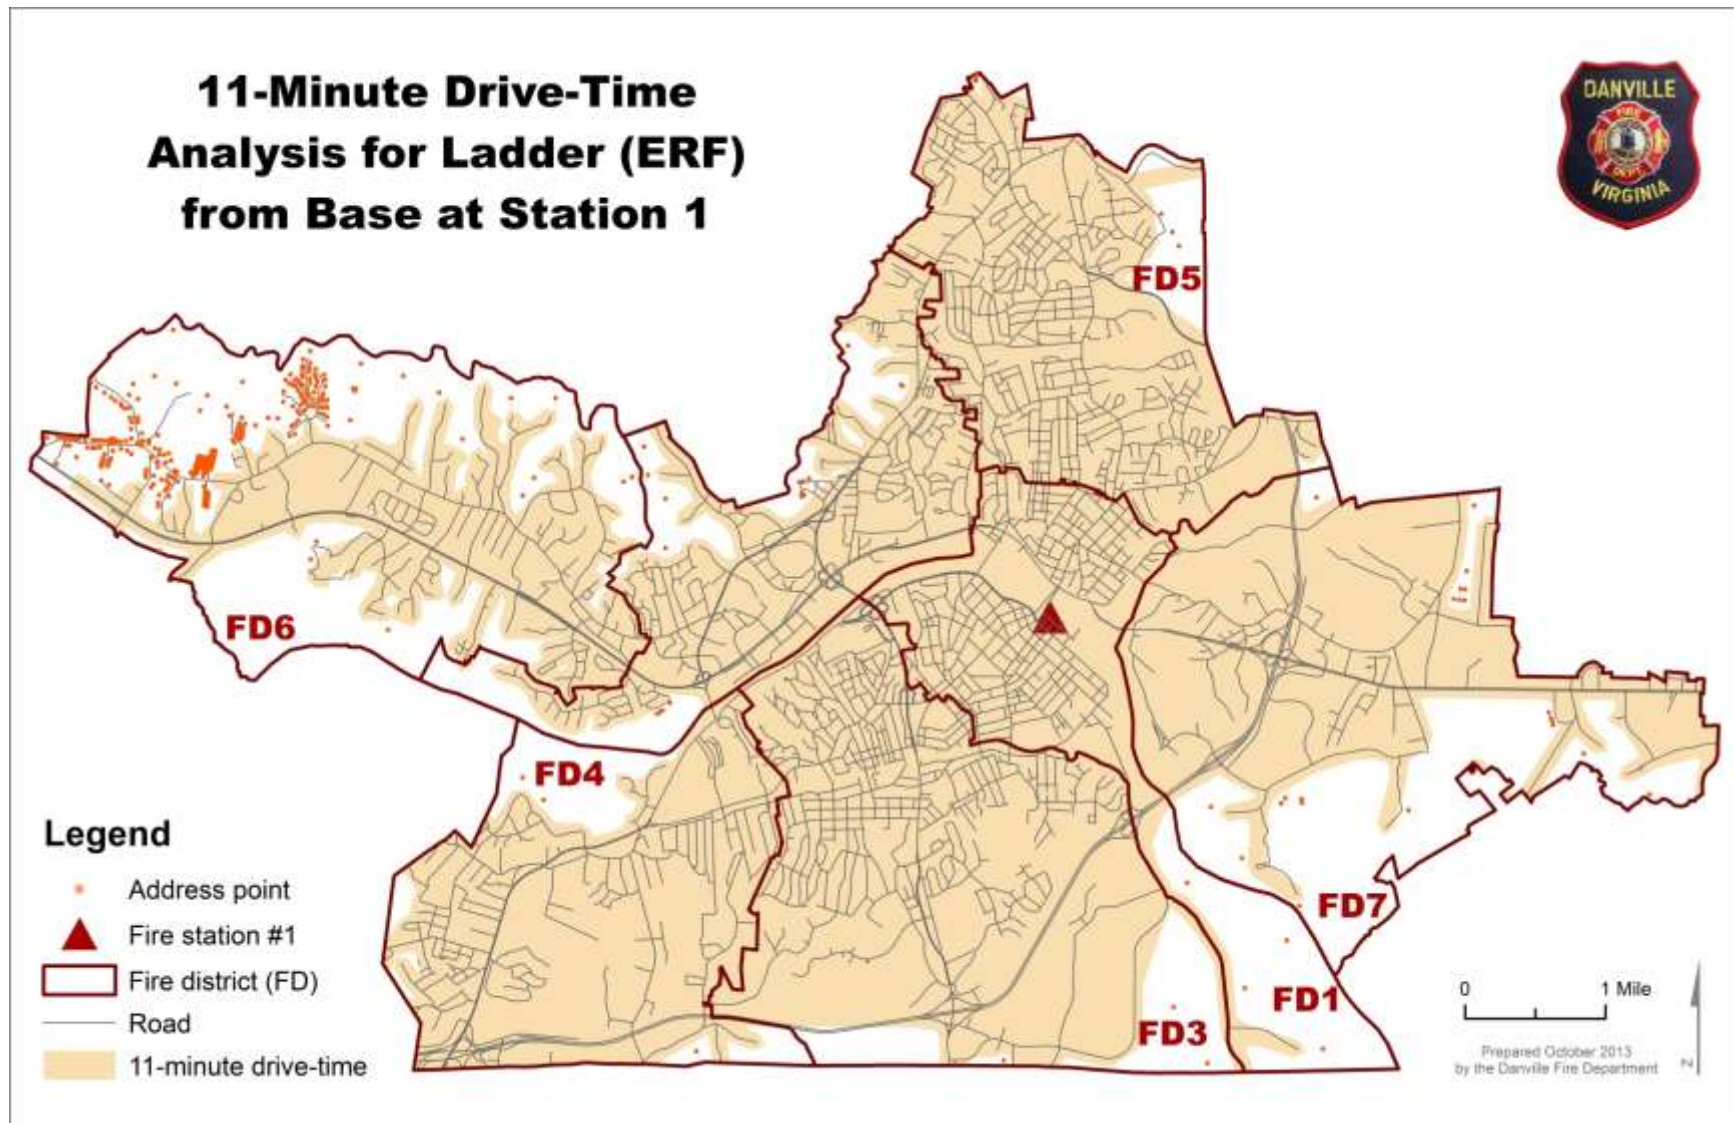 11-Minute Drive-Time
Analysis for Ladder (ERF)
from Base at Station 1
DANVILLE
FIRE
DEPT.
VIRGINIA
FD5
FD6
FD4
FD7
FD1
FD3
Legend
Address point
Fire station #1
Fire district (FD)
Road
11-minute drive-time
0 1 Mile
Prepared October 2013
by the Danville Fire Department
N